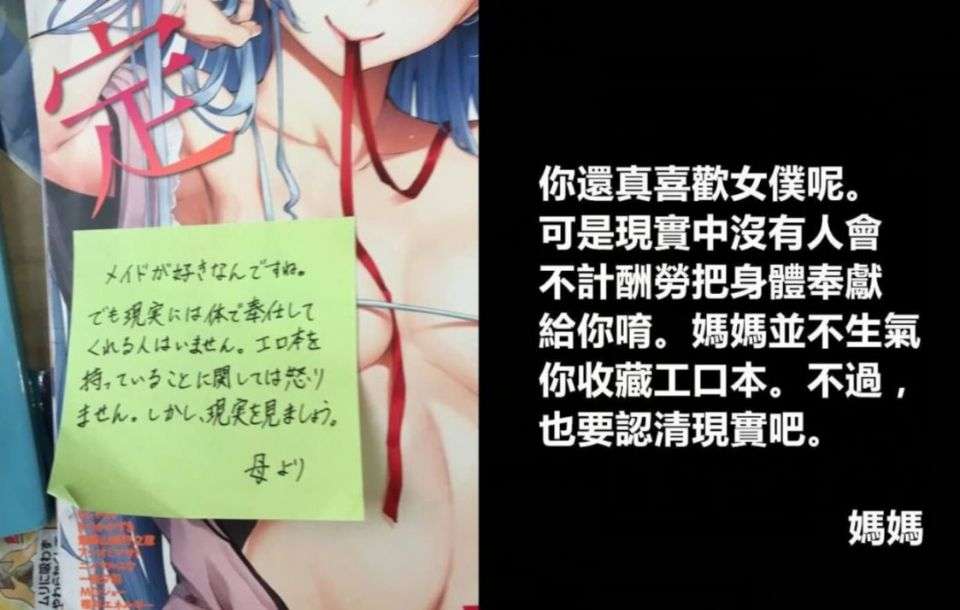 定
メイドが好きなんですね。
でも現実には体で奉仕して
くれる人はいません。エロ本を
持っていることに関しては怒り
ません。しかし、現実を見ましょう。
母より
ムリに吸わず
你還真喜歡女僕呢。
可是現實中沒有人會
不計酬勞把身體奉獻
給你唷。媽媽並不生氣
你收藏工口本。不過，
也要認清現實吧。
媽媽